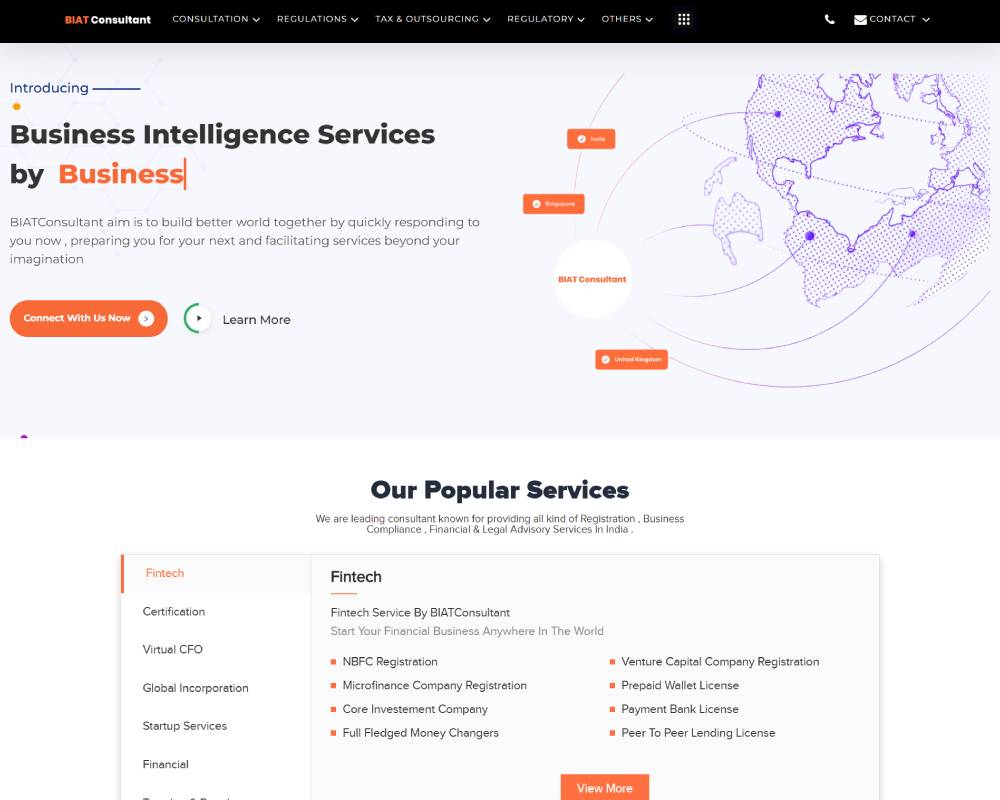 BIAT Consultant CONSULTATION REGULATIONS TAX & OUTSOURCING REGULATORY OTHERS CONTACT
Introducing
Business Intelligence Services
by Business
BIATConsultant aim is to build better world together by quickly responding to
you now , preparing you for your next and facilitating services beyond your
imagination
Connect With Us Now
Learn More
India
Singapore
BIAT Consultant
United Kingdom
Our Popular Services
We are leading consultant known for providing all kind of Registration , Business
Compliance , Financial & Legal Advisory Services In India .
Fintech
Certification
Virtual CFO
Global Incorporation
Startup Services
Financial
Fintech
Fintech Service By BIATConsultant
Start Your Financial Business Anywhere In The World
NBFC Registration
Microfinance Company Registration
Core Investement Company
Full Fledged Money Changers
Venture Capital Company Registration
Prepaid Wallet License
Payment Bank License
Peer To Peer Lending License
View More